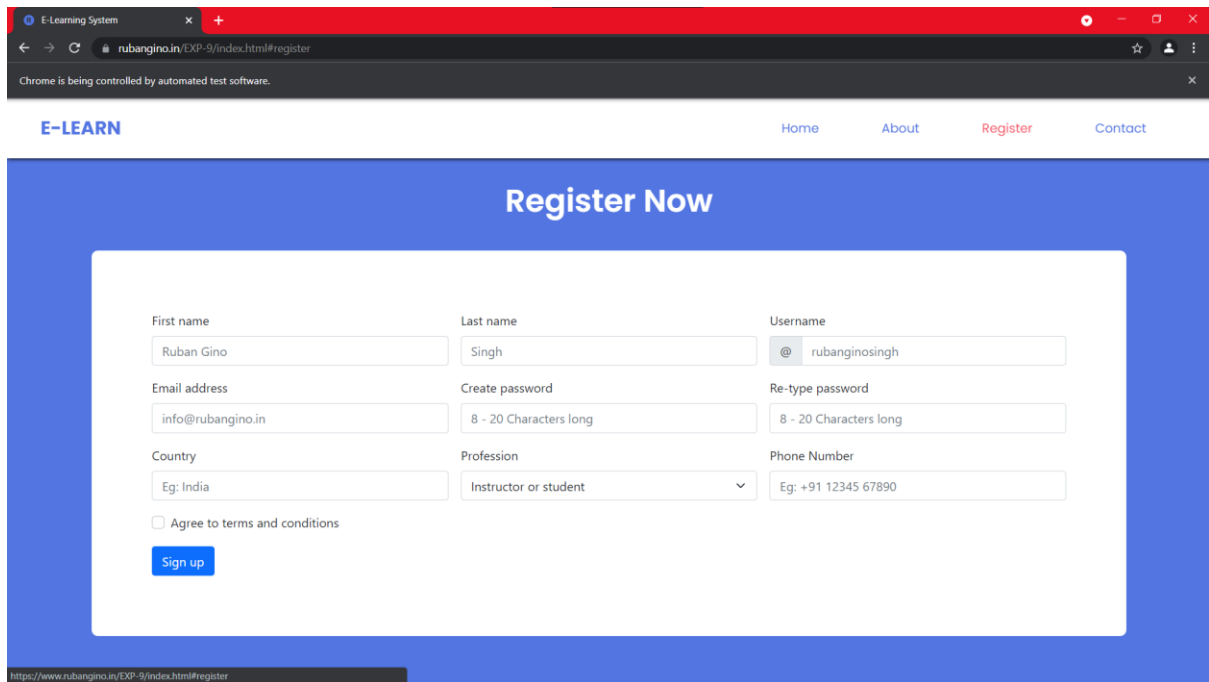 E-Learning System
rubangino.in/EXP-9/index.html#register
Chrome is being controlled by automated test software.
E-LEARN Home About Register Contact
Register Now
First name Last name Username
Ruban Gino Singh @ rubanginosingh
Email address Create password Re-type password
info@rubangino.in 8 - 20 Characters long 8 - 20 Characters long
Country Profession Phone Number
Eg: India Instructor or student Eg: +91 12345 67890
Agree to terms and conditions
Sign up
https://www.rubangino.in/EXP-9/index.html#register